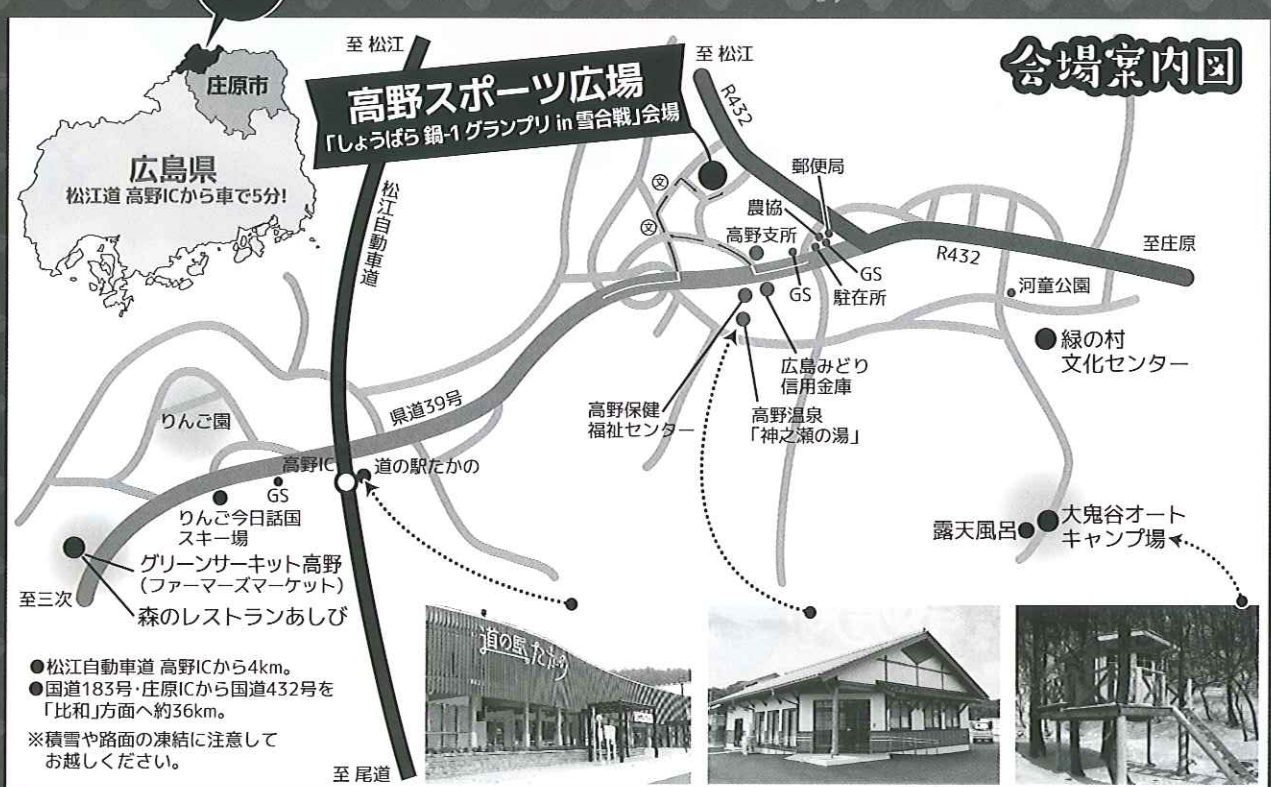 会場案内図
庄原市
広島県
松江道 高野ICから車で5分!
至 松江
高野スポーツ広場
「しょうばら 鍋-1 グランプリ in 雪合戦」会場
至 松江
R432
松江自動車道
文
文
郵便局
農協
高野支所
GS
GS
駐在所
R432
至庄原
河童公園
緑の村
文化センター
広島みどり
信用金庫
高野保健
福祉センター
高野温泉
「神之瀬の湯」
県道39号
りんご園
高野IC
道の駅たかの
GS
りんご今日話国
スキー場
グリーンサーキット高野
(ファーマーズマーケット)
森のレストランあしび
至三次
露天風呂
大鬼谷オート
キャンプ場
●松江自動車道 高野ICから4km。
●国道183号・庄原ICから国道432号を
「比和」方面へ約36km。
※積雪や路面の凍結に注意して
お越しください。
至 尾道
道の駅たかの